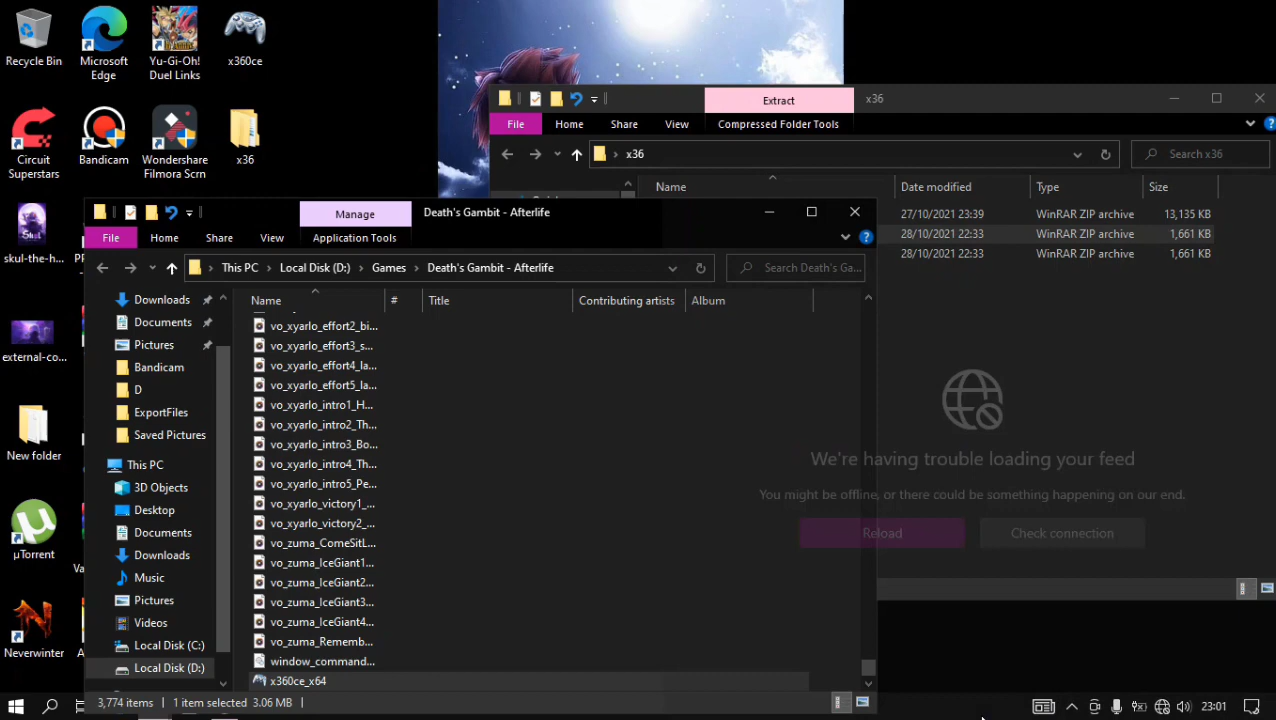 Recycle Bin
Microsoft
Edge
Yu-Gi-Oh!
Duel Links
x360ce
Circuit
Superstars
Bandicam
Wondershare
Filmora Scrn
x36
skul-the-h...
external-co...
New folder
µTorrent
Neverwinter
Extract
x36
File
Home
Share
View
Compressed Folder Tools
x36
Search x36
Name
Date modified
Type
Size
27/10/2021 23:39
WinRAR ZIP archive
13,135 KB
28/10/2021 22:33
WinRAR ZIP archive
1,661 KB
28/10/2021 22:33
WinRAR ZIP archive
1,661 KB
Manage
Death's Gambit - Afterlife
File
Home
Share
View
Application Tools
This PC
Local Disk (D:)
Games
Death's Gambit - Afterlife
Search Death's Ga...
Name
#
Title
Contributing artists
Album
Downloads
Documents
Pictures
Bandicam
D
ExportFiles
Saved Pictures
This PC
3D Objects
Desktop
Documents
Downloads
Music
Pictures
Videos
Local Disk (C:)
Local Disk (D:)
vo_xyarlo_effort2_bi...
vo_xyarlo_effort3_s...
vo_xyarlo_effort4_la...
vo_xyarlo_effort5_la...
vo_xyarlo_intro1_H...
vo_xyarlo_intro2_Th...
vo_xyarlo_intro3_Bo...
vo_xyarlo_intro4_Th...
vo_xyarlo_intro5_Pe...
vo_xyarlo_victory1_...
vo_xyarlo_victory2_...
vo_zuma_ComeSitL...
vo_zuma_IceGiant1...
vo_zuma_IceGiant2...
vo_zuma_IceGiant3...
vo_zuma_IceGiant4...
vo_zuma_Rememb...
window_command...
x360ce_x64
3,774 items
1 item selected 3.06 MB
We're having trouble loading your feed
You might be offline, or there could be something happening on our end.
Reload
Check connection
23:01